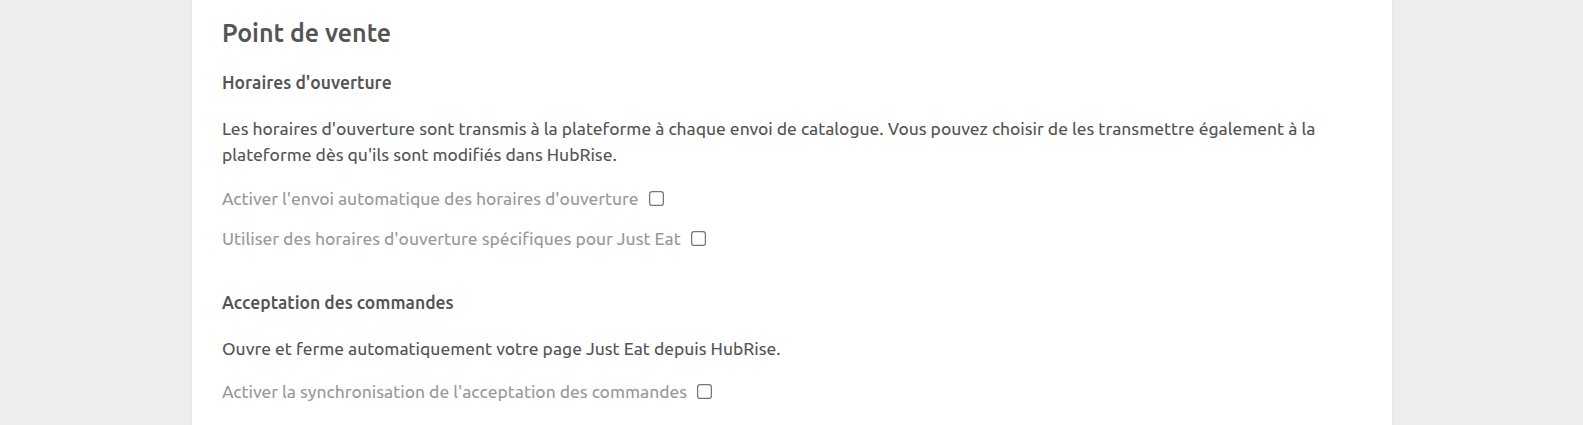 Point de vente
Horaires d'ouverture
Les horaires d'ouverture sont transmis à la plateforme à chaque envoi de catalogue. Vous pouvez choisir de les transmettre également à la
plateforme dès qu'ils sont modifiés dans HubRise.
Activer l'envoi automatique des horaires d'ouverture
Utiliser des horaires d'ouverture spécifiques pour Just Eat
Acceptation des commandes
Ouvre et ferme automatiquement votre page Just Eat depuis HubRise.
Activer la synchronisation de l'acceptation des commandes